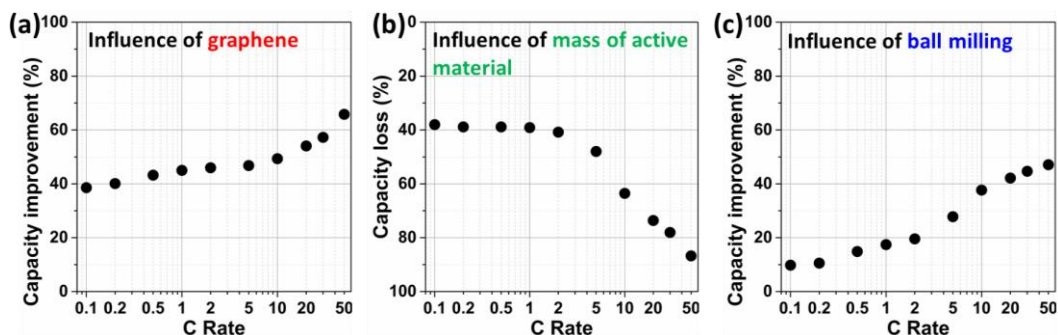 (a)
Influence of graphene
Capacity improvement (%)
100
80
60
40
20
0
0.1 0.2 0.5 1 2 5 10 20 50
C Rate
(b)
Influence of mass of active
material
Capacity loss (%)
0
20
40
60
80
100
0.1 0.2 0.5 1 2 5 10 20 50
C Rate
(c)
Influence of ball milling
Capacity improvement (%)
100
80
60
40
20
0
0.1 0.2 0.5 1 2 5 10 20 50
C Rate